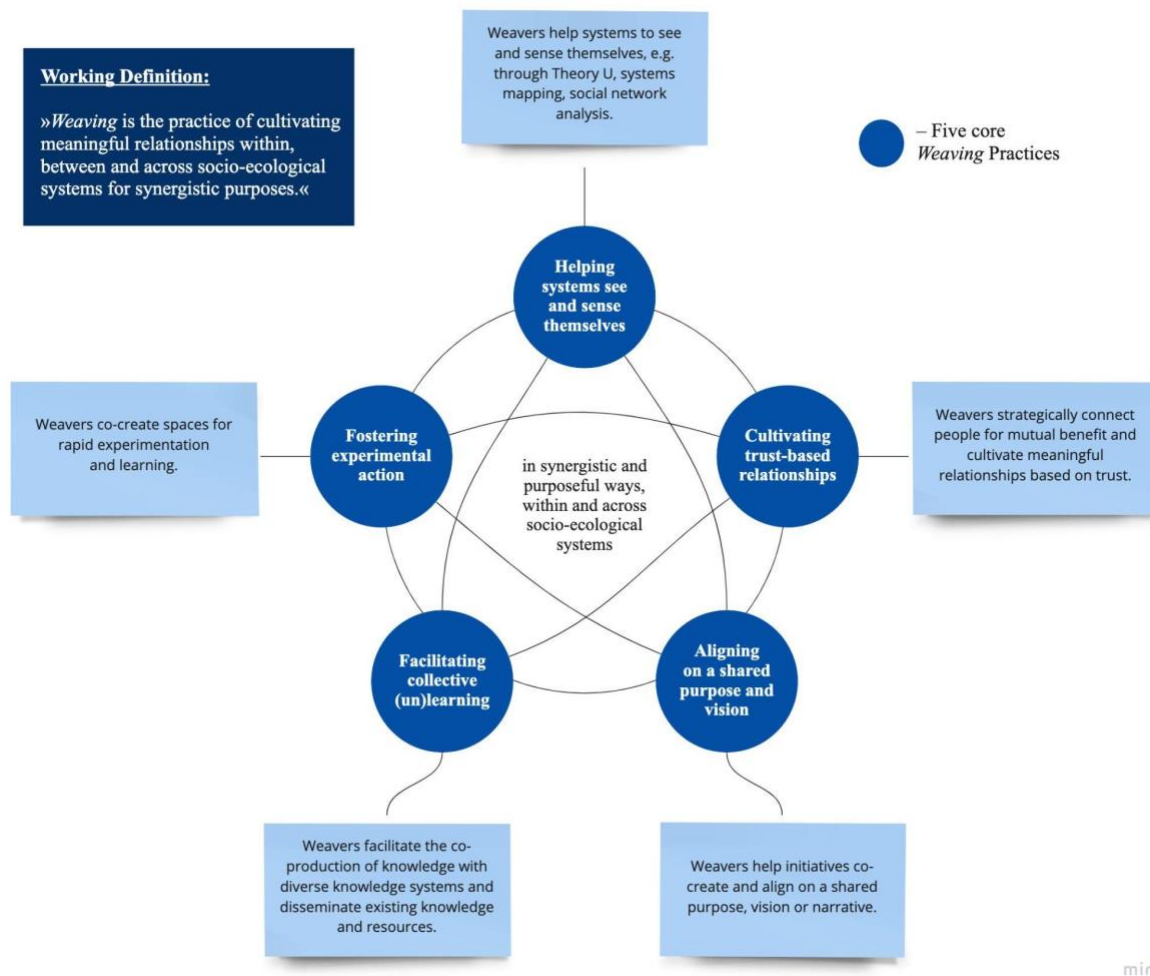 Weavers help systems to see
and sense themselves, e.g.
through Theory U, systems
mapping, social network
analysis.
Working Definition:
»Weaving is the practice of cultivating
meaningful relationships within,
between and across socio-ecological
systems for synergistic purposes.«
– Five core
Weaving Practices
Helping
systems see
and sense
themselves
Weavers co-create spaces for
rapid experimentation
and learning.
Fostering
experimental
action
in synergistic and
purposeful ways,
within and across
socio-ecological
systems
Cultivating
trust-based
relationships
Weavers strategically connect
people for mutual benefit and
cultivate meaningful
relationships based on trust.
Facilitating
collective
(un)learning
Aligning
on a shared
purpose and
vision
Weavers facilitate the co-
production of knowledge with
diverse knowledge systems and
disseminate existing knowledge
and resources.
Weavers help initiatives co-
create and align on a shared
purpose, vision or narrative.